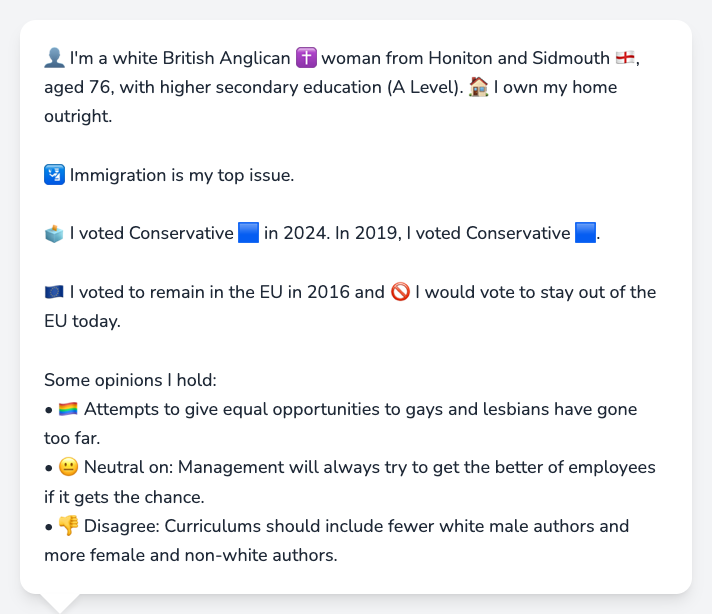 👤 I'm a white British Anglican ✝️ woman from Honiton and Sidmouth 🏴󠁧󠁢󠁥󠁮󠁧󠁿,
aged 76, with higher secondary education (A Level). 🏠 I own my home
outright.
🛂 Immigration is my top issue.
🗳️ I voted Conservative 🟦 in 2024. In 2019, I voted Conservative 🟦.
🇪🇺 I voted to remain in the EU in 2016 and 🚫 I would vote to stay out of the
EU today.
Some opinions I hold:
• 🏳️‍🌈 Attempts to give equal opportunities to gays and lesbians have gone
too far.
• 😐 Neutral on: Management will always try to get the better of employees
if it gets the chance.
• 👎 Disagree: Curriculums should include fewer white male authors and
more female and non-white authors.